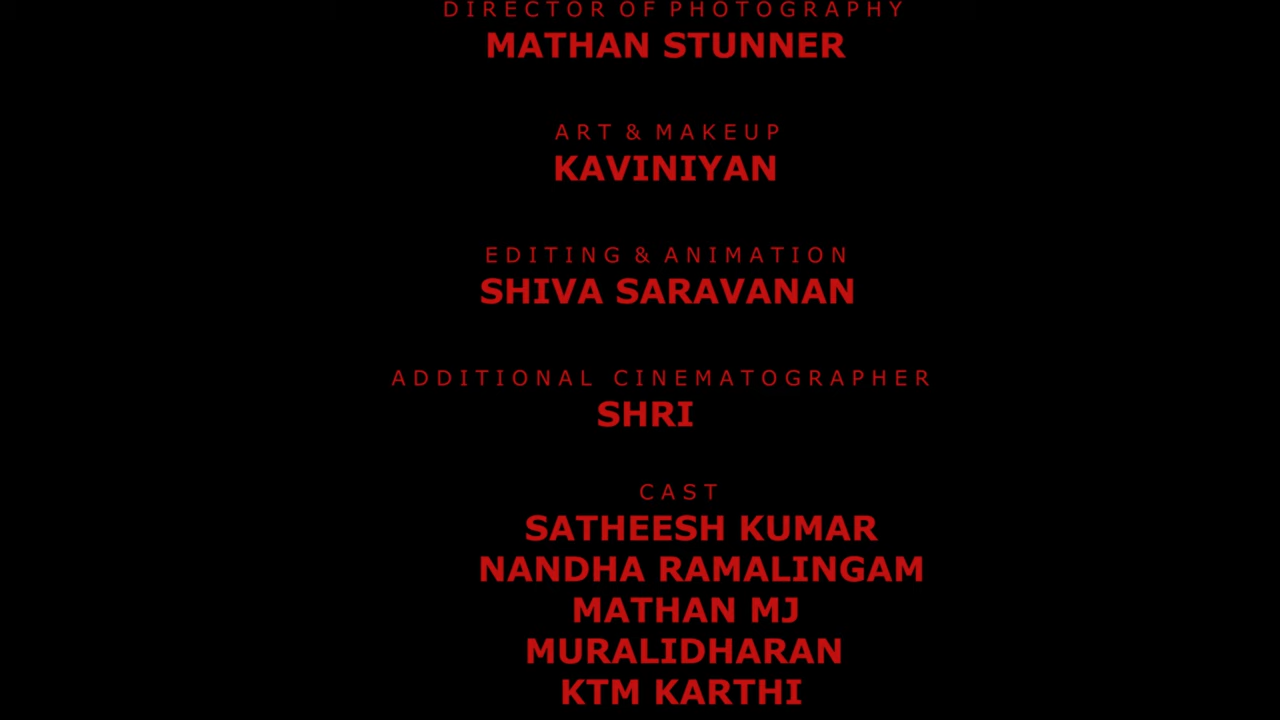 DIRECTOR OF PHOTOGRAPHY
MATHAN STUNNER
ART & MAKEUP
KAVINIYAN
EDITING & ANIMATION
SHIVA SARAVANAN
ADDITIONAL CINEMATOGRAPHER
SHRI
CAST
SATHEESH KUMAR
NANDHA RAMALINGAM
MATHAN MJ
MURALIDHARAN
KTM KARTHI